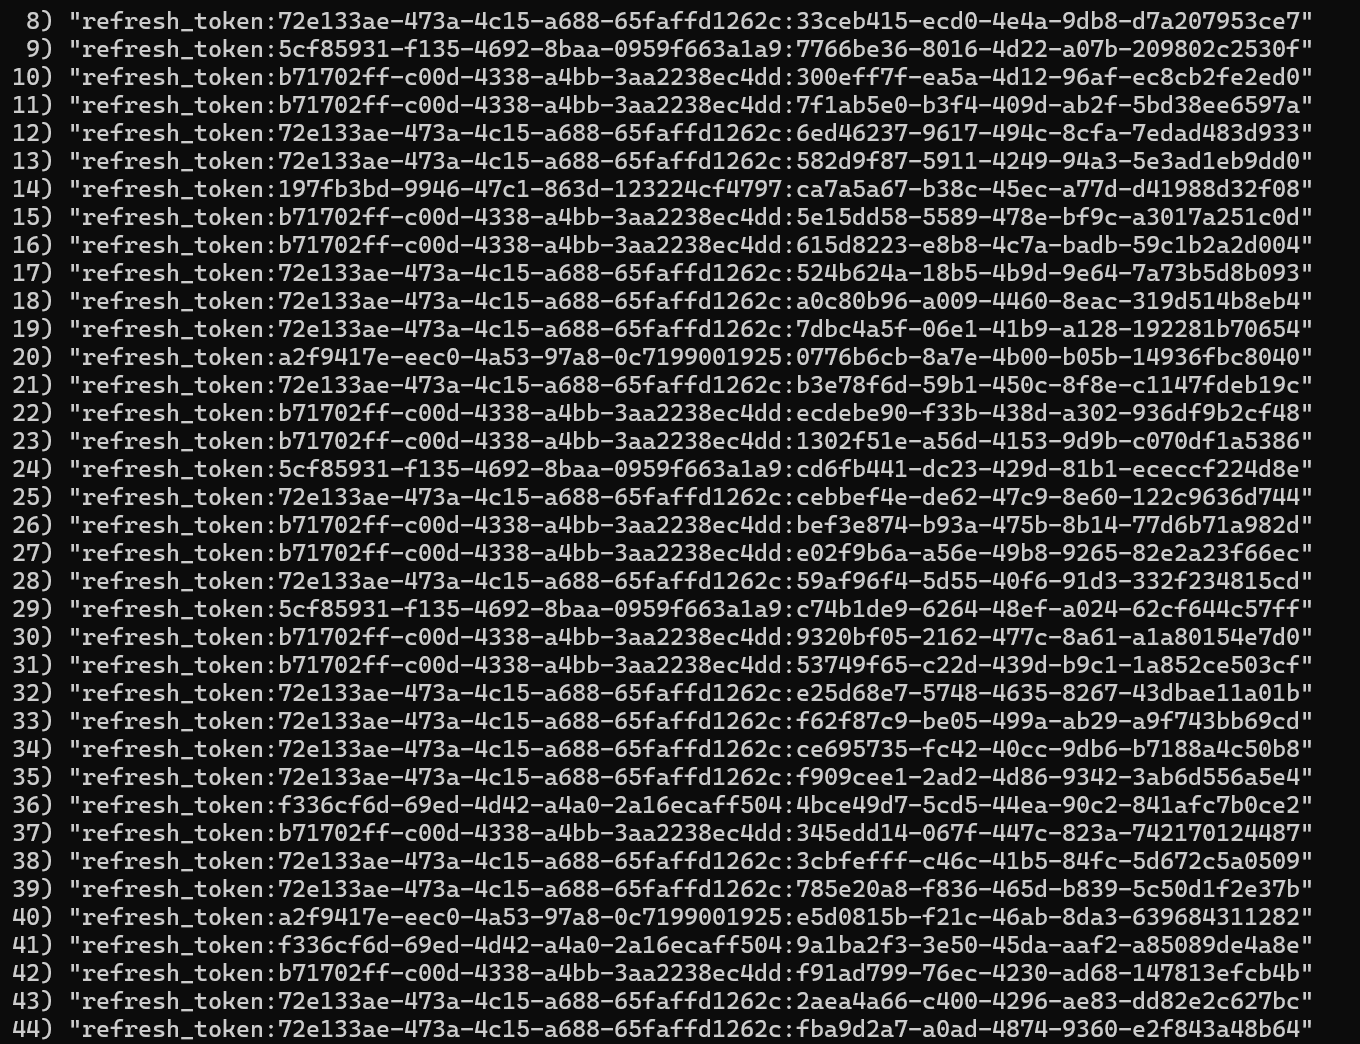 8) "refresh_token:72e133ae-473a-4c15-a688-65faffd1262c:33ceb415-ecd0-4e4a-9db8-d7a207953ce7"
9) "refresh_token:5cf85931-f135-4692-8baa-0959f663a1a9:7766be36-8016-4d22-a07b-209802c2530f"
10) "refresh_token:b71702ff-c00d-4338-a4bb-3aa2238ec4dd:300eff7f-ea5a-4d12-96af-ec8cb2fe2ed0"
11) "refresh_token:b71702ff-c00d-4338-a4bb-3aa2238ec4dd:7f1ab5e0-b3f4-409d-ab2f-5bd38ee6597a"
12) "refresh_token:72e133ae-473a-4c15-a688-65faffd1262c:6ed46237-9617-494c-8cfa-7edad483d933"
13) "refresh_token:72e133ae-473a-4c15-a688-65faffd1262c:582d9f87-5911-4249-94a3-5e3ad1eb9dd0"
14) "refresh_token:197fb3bd-9946-47c1-863d-123224cf4797:ca7a5a67-b38c-45ec-a77d-d41988d32f08"
15) "refresh_token:b71702ff-c00d-4338-a4bb-3aa2238ec4dd:5e15dd58-5589-478e-bf9c-a3017a251c0d"
16) "refresh_token:b71702ff-c00d-4338-a4bb-3aa2238ec4dd:615d8223-e8b8-4c7a-badb-59c1b2a2d004"
17) "refresh_token:72e133ae-473a-4c15-a688-65faffd1262c:524b624a-18b5-4b9d-9e64-7a73b5d8b093"
18) "refresh_token:72e133ae-473a-4c15-a688-65faffd1262c:a0c80b96-a009-4460-8eac-319d514b8eb4"
19) "refresh_token:72e133ae-473a-4c15-a688-65faffd1262c:7dbc4a5f-06e1-41b9-a128-192281b70654"
20) "refresh_token:a2f9417e-eec0-4a53-97a8-0c7199001925:0776b6cb-8a7e-4b00-b05b-14936fbc8040"
21) "refresh_token:72e133ae-473a-4c15-a688-65faffd1262c:b3e78f6d-59b1-450c-8f8e-c1147fdeb19c"
22) "refresh_token:b71702ff-c00d-4338-a4bb-3aa2238ec4dd:ecdebe90-f33b-438d-a302-936df9b2cf48"
23) "refresh_token:b71702ff-c00d-4338-a4bb-3aa2238ec4dd:1302f51e-a56d-4153-9d9b-c070df1a5386"
24) "refresh_token:5cf85931-f135-4692-8baa-0959f663a1a9:cd6fb441-dc23-429d-81b1-ececcf224d8e"
25) "refresh_token:72e133ae-473a-4c15-a688-65faffd1262c:cebbef4e-de62-47c9-8e60-122c9636d744"
26) "refresh_token:b71702ff-c00d-4338-a4bb-3aa2238ec4dd:bef3e874-b93a-475b-8b14-77d6b71a982d"
27) "refresh_token:b71702ff-c00d-4338-a4bb-3aa2238ec4dd:e02f9b6a-a56e-49b8-9265-82e2a23f66ec"
28) "refresh_token:72e133ae-473a-4c15-a688-65faffd1262c:59af96f4-5d55-40f6-91d3-332f234815cd"
29) "refresh_token:5cf85931-f135-4692-8baa-0959f663a1a9:c74b1de9-6264-48ef-a024-62cf644c57ff"
30) "refresh_token:b71702ff-c00d-4338-a4bb-3aa2238ec4dd:9320bf05-2162-477c-8a61-a1a80154e7d0"
31) "refresh_token:b71702ff-c00d-4338-a4bb-3aa2238ec4dd:53749f65-c22d-439d-b9c1-1a852ce503cf"
32) "refresh_token:72e133ae-473a-4c15-a688-65faffd1262c:e25d68e7-5748-4635-8267-43dbae11a01b"
33) "refresh_token:72e133ae-473a-4c15-a688-65faffd1262c:f62f87c9-be05-499a-ab29-a9f743bb69cd"
34) "refresh_token:72e133ae-473a-4c15-a688-65faffd1262c:ce695735-fc42-40cc-9db6-b7188a4c50b8"
35) "refresh_token:72e133ae-473a-4c15-a688-65faffd1262c:f909cee1-2ad2-4d86-9342-3ab6d556a5e4"
36) "refresh_token:f336cf6d-69ed-4d42-a4a0-2a16ecaff504:4bce49d7-5cd5-44ea-90c2-841afc7b0ce2"
37) "refresh_token:b71702ff-c00d-4338-a4bb-3aa2238ec4dd:345edd14-067f-447c-823a-742170124487"
38) "refresh_token:72e133ae-473a-4c15-a688-65faffd1262c:3cbfefff-c46c-41b5-84fc-5d672c5a0509"
39) "refresh_token:72e133ae-473a-4c15-a688-65faffd1262c:785e20a8-f836-465d-b839-5c50d1f2e37b"
40) "refresh_token:a2f9417e-eec0-4a53-97a8-0c7199001925:e5d0815b-f21c-46ab-8da3-639684311282"
41) "refresh_token:f336cf6d-69ed-4d42-a4a0-2a16ecaff504:9a1ba2f3-3e50-45da-aaf2-a85089de4a8e"
42) "refresh_token:b71702ff-c00d-4338-a4bb-3aa2238ec4dd:f91ad799-76ec-4230-ad68-147813efcb4b"
43) "refresh_token:72e133ae-473a-4c15-a688-65faffd1262c:2aea4a66-c400-4296-ae83-dd82e2c627bc"
44) "refresh_token:72e133ae-473a-4c15-a688-65faffd1262c:fba9d2a7-a0ad-4874-9360-e2f843a48b64"